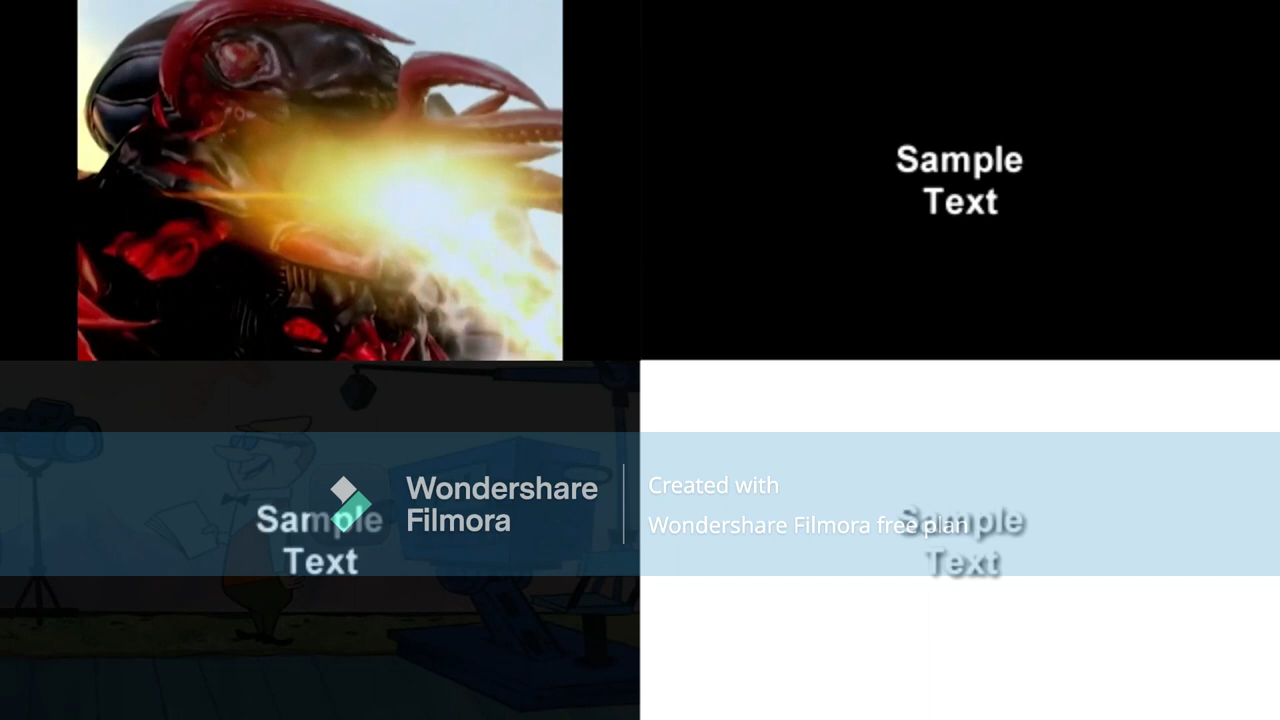 Sample
Text
Wondershare
Filmora
Created with
Wondershare Filmora free plan
Sample
Text
Sample
Text